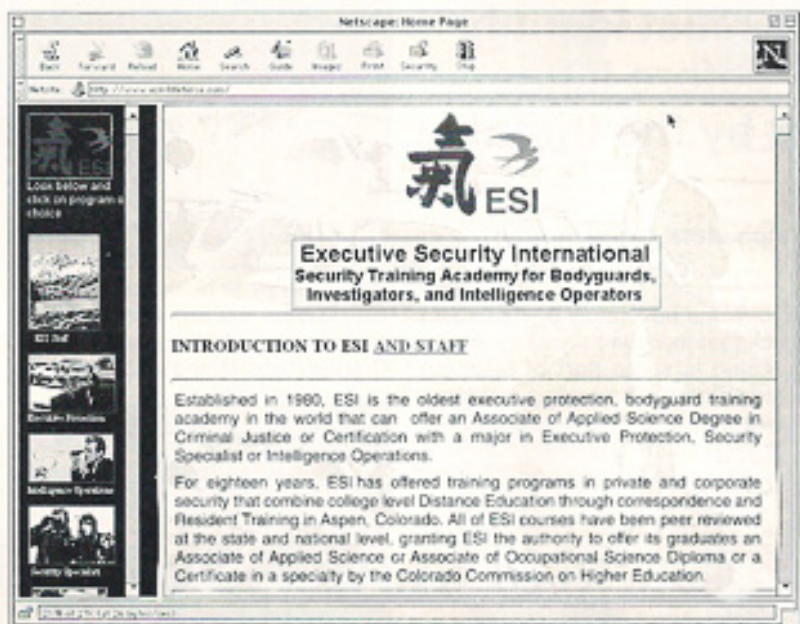 Netscape: Home Page
Back Forward Reload Home Search Guide Images Print Security Stop
N
氣 ESI
Look below and
click on program o
choice
ESI Staff
Executive Protection
Intelligence Operations
Security Specialist
氣 ESI
Executive Security International
Security Training Academy for Bodyguards,
Investigators, and Intelligence Operators
INTRODUCTION TO ESI AND STAFF
Established in 1980, ESI is the oldest executive protection, bodyguard training
academy in the world that can offer an Associate of Applied Science Degree in
Criminal Justice or Certification with a major in Executive Protection, Security
Specialist or Intelligence Operations.
For eighteen years, ESI has offered training programs in private and corporate
security that combine college level Distance Education through correspondence and
Resident Training in Aspen, Colorado. All of ESI courses have been peer reviewed
at the state and national level, granting ESI the authority to offer its graduates an
Associate of Applied Science or Associate of Occupational Science Diploma or a
Certificate in a specialty by the Colorado Commission on Higher Education.